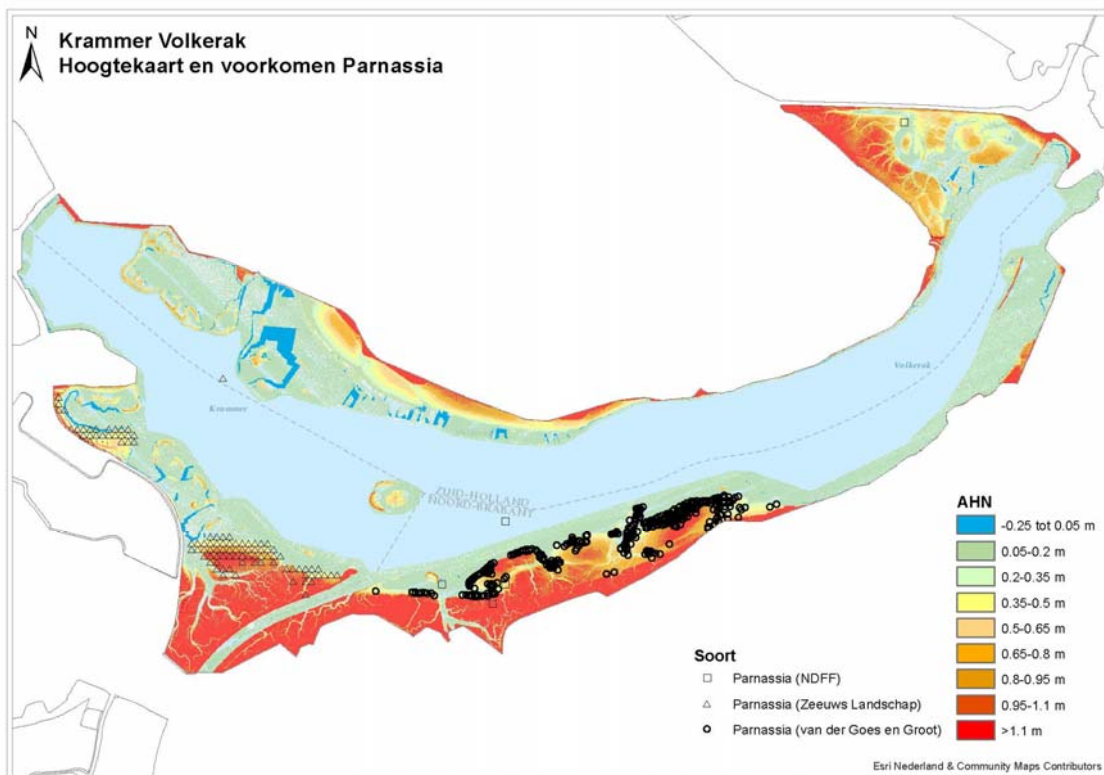 N
Krammer Volkerak
Hoogtekaart en voorkomen Parnassia
Volkerak
Krammer
ZUID-HOLLAND
NOORD-BRABANT
AHN
-0.25 tot 0.05 m
0.05-0.2 m
0.2-0.35 m
0.35-0.5 m
0.5-0.65 m
0.65-0.8 m
0.8-0.95 m
0.95-1.1 m
>1.1 m
Soort
Parnassia (NDFF)
Parnassia (Zeeuws Landschap)
Parnassia (van der Goes en Groot)
Esri Nederland & Community Maps Contributors